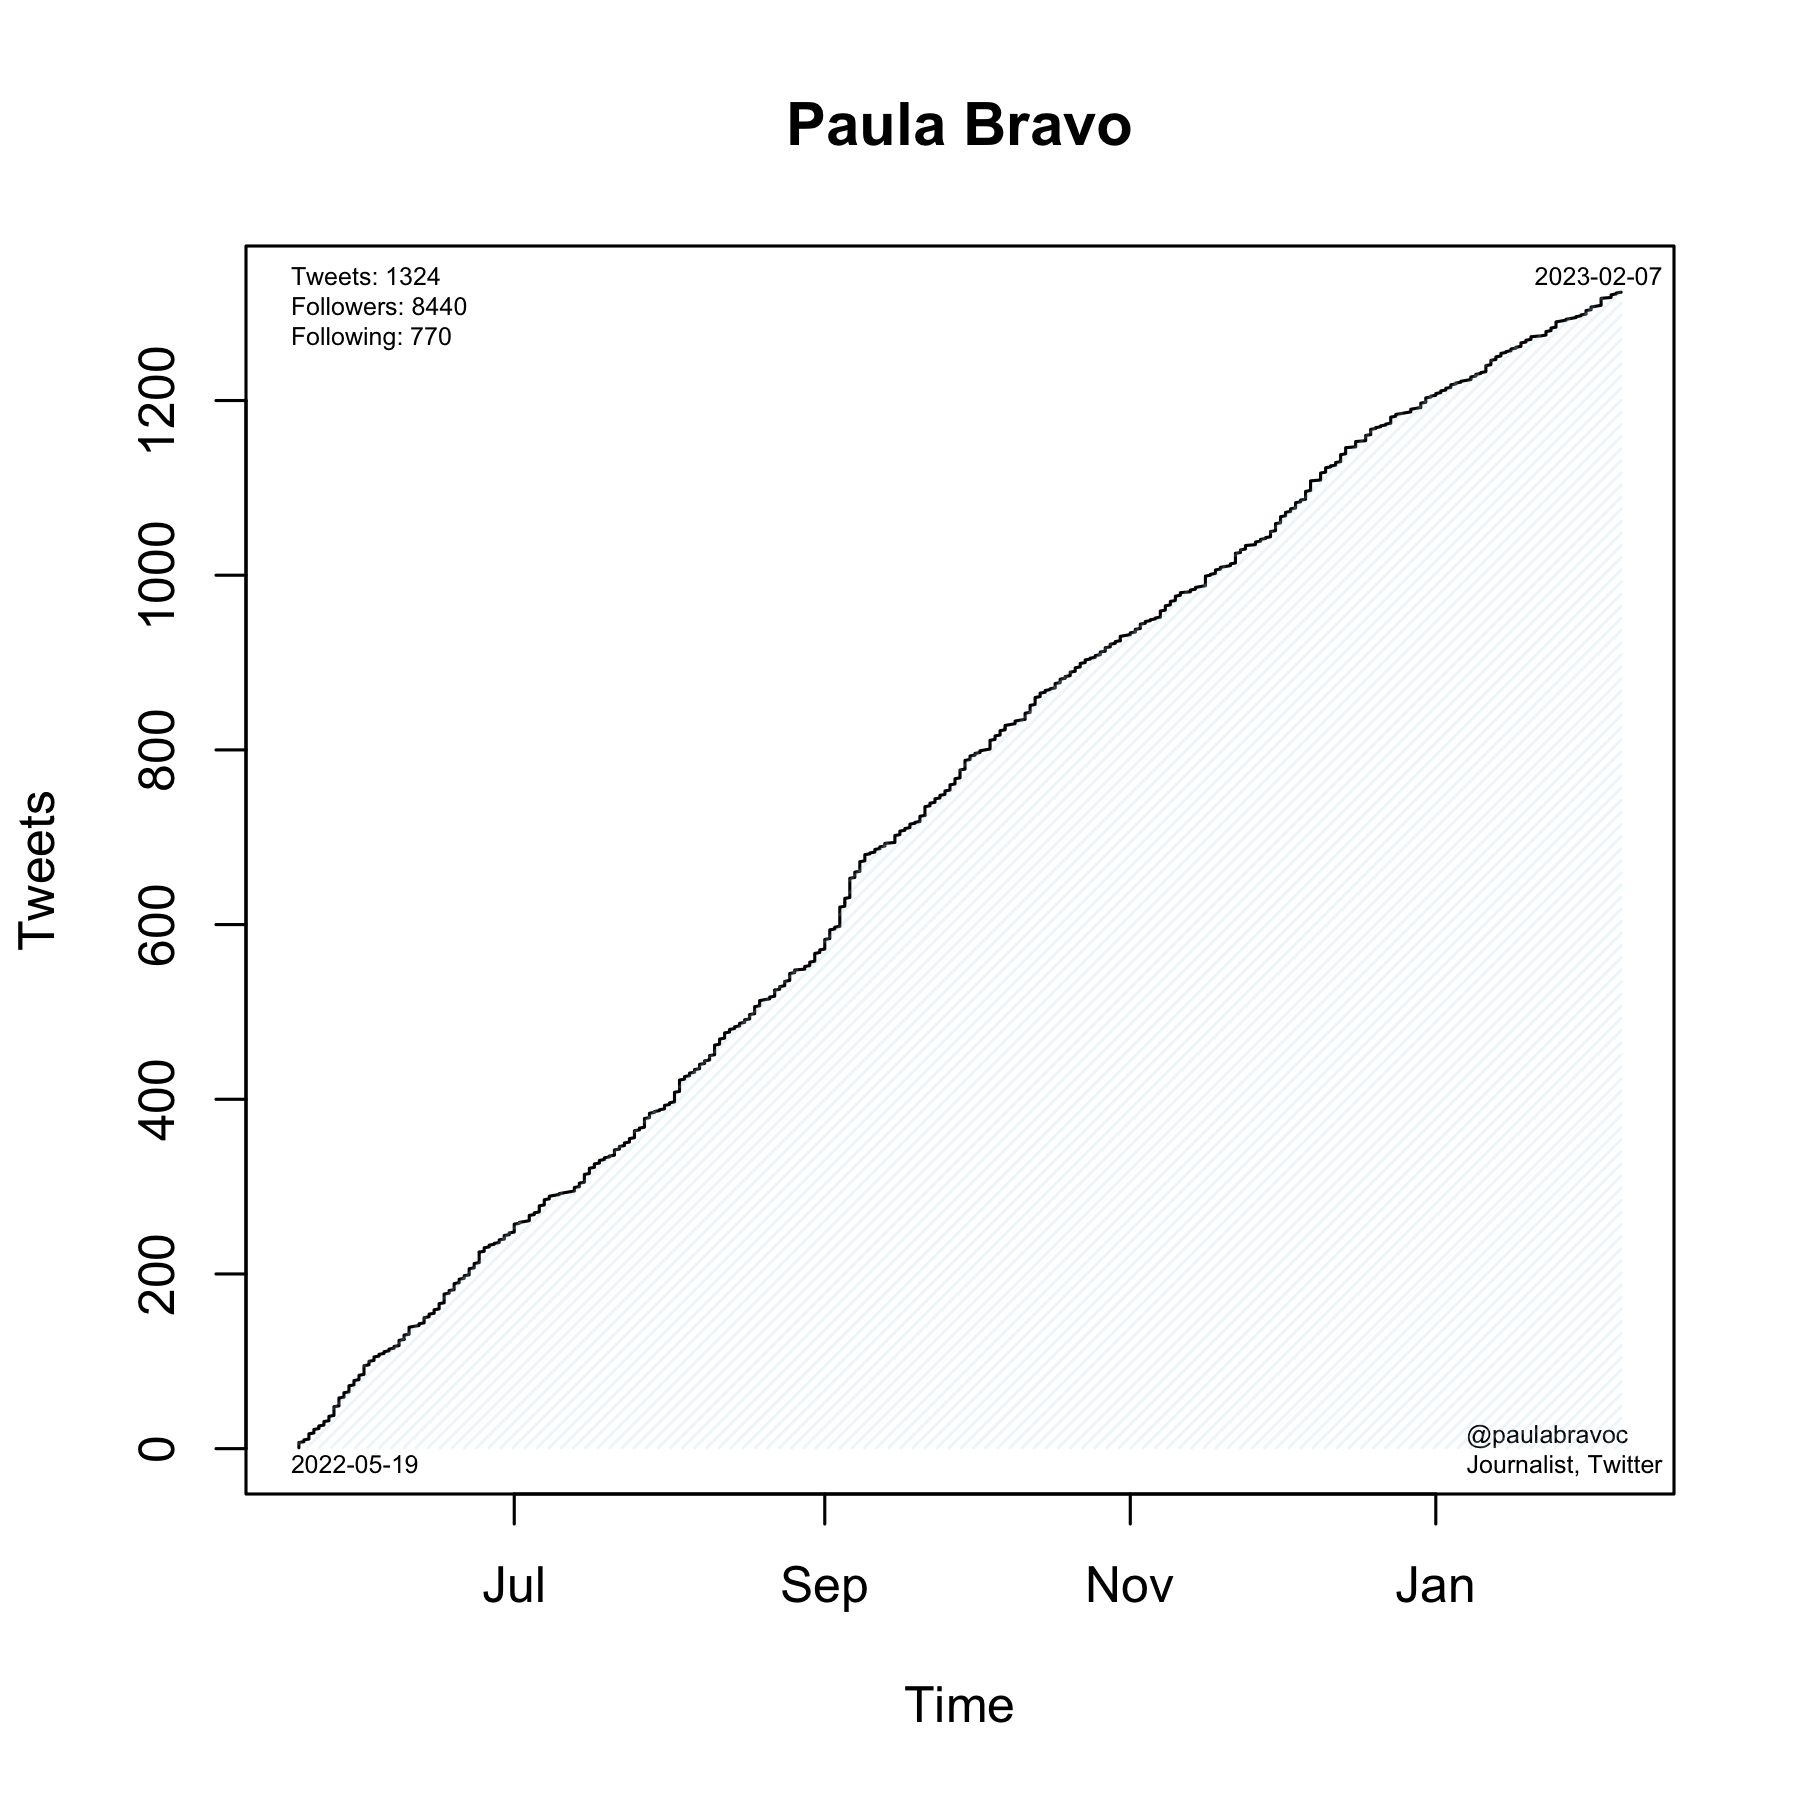 Paula Bravo
Tweets: 1324
Followers: 8440
Following: 770
2023-02-07
1200
1000
800
600
400
200
0
Tweets
@paulabravoc
Journalist, Twitter
2022-05-19
Jul Sep Nov Jan
Time